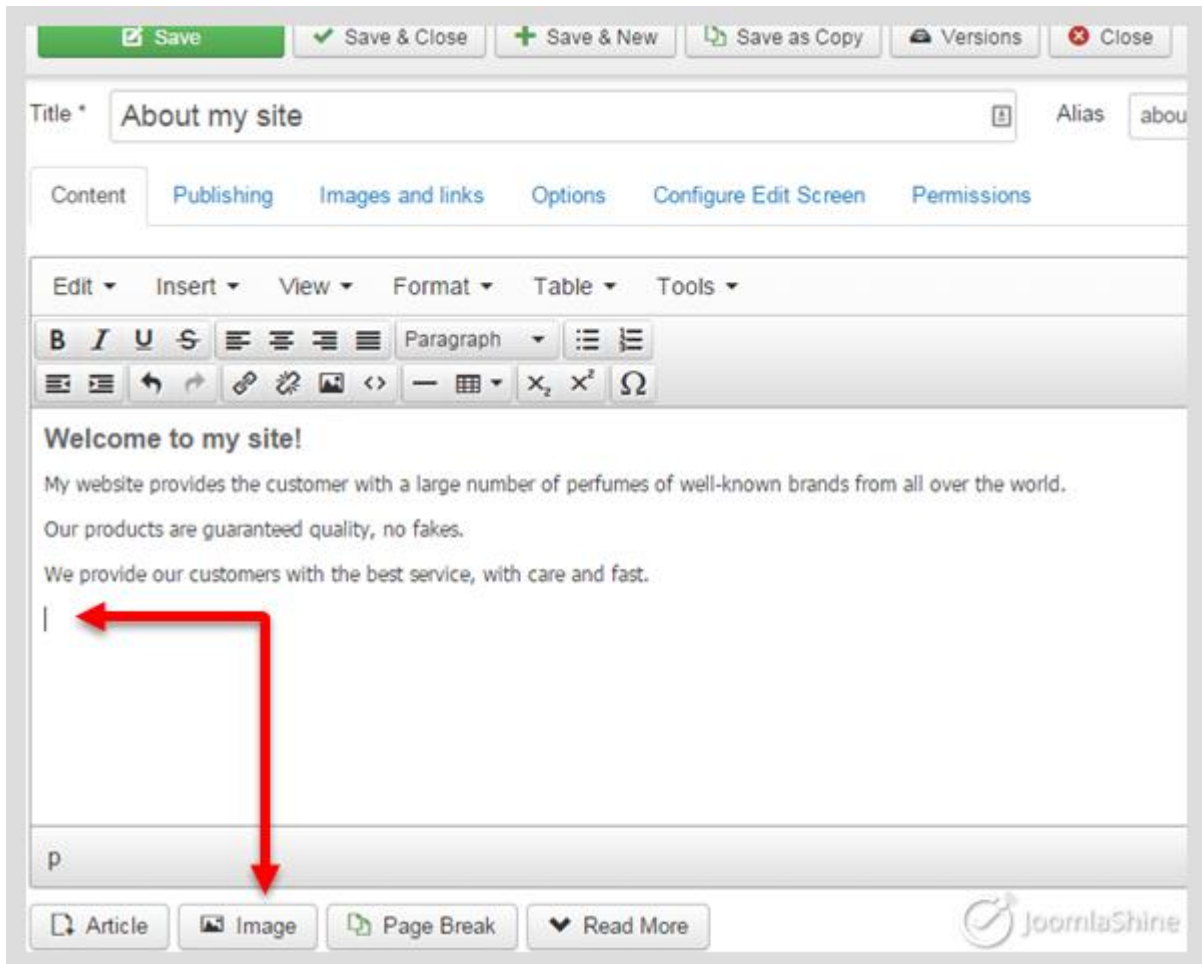 Save Save & Close Save & New Save as Copy Versions Close
Title * About my site Alias abou
Content Publishing Images and links Options Configure Edit Screen Permissions
Edit Insert View Format Table Tools
B I U S Paragraph
X₂ X² Ω
Welcome to my site!
My website provides the customer with a large number of perfumes of well-known brands from all over the world.
Our products are guaranteed quality, no fakes.
We provide our customers with the best service, with care and fast.
p
Article Image Page Break Read More JoomlaShine